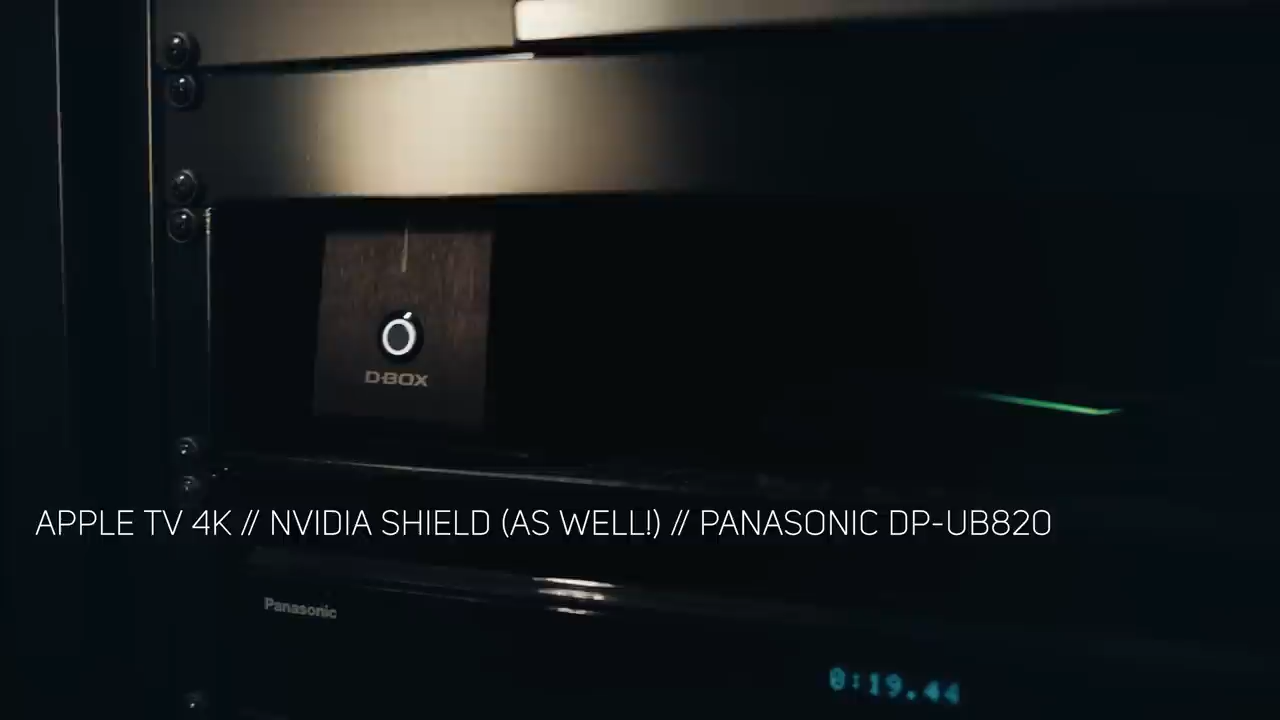 D-BOX
APPLE TV 4K // NVIDIA SHIELD (AS WELL!) // PANASONIC DP-UB820
Panasonic
0:19.44